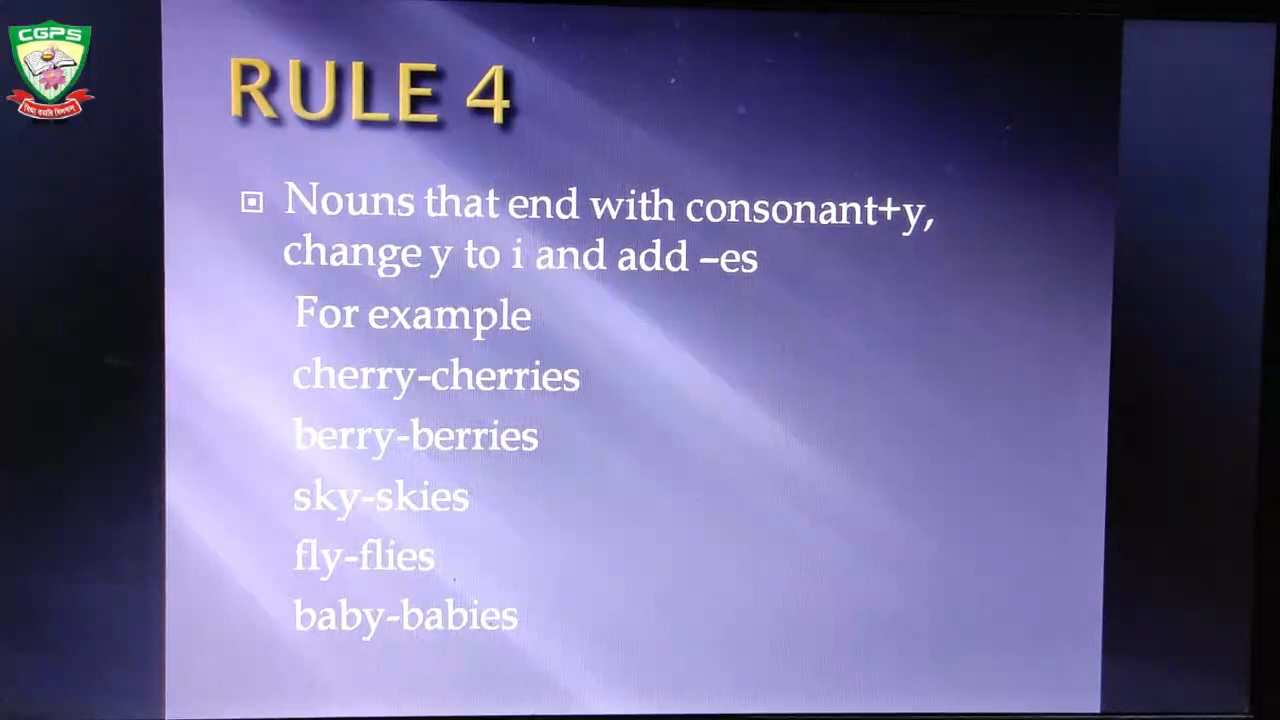 CGPS
RULE 4
Nouns that end with consonant+y,
change y to i and add –es
For example
cherry-cherries
berry-berries
sky-skies
fly-flies
baby-babies